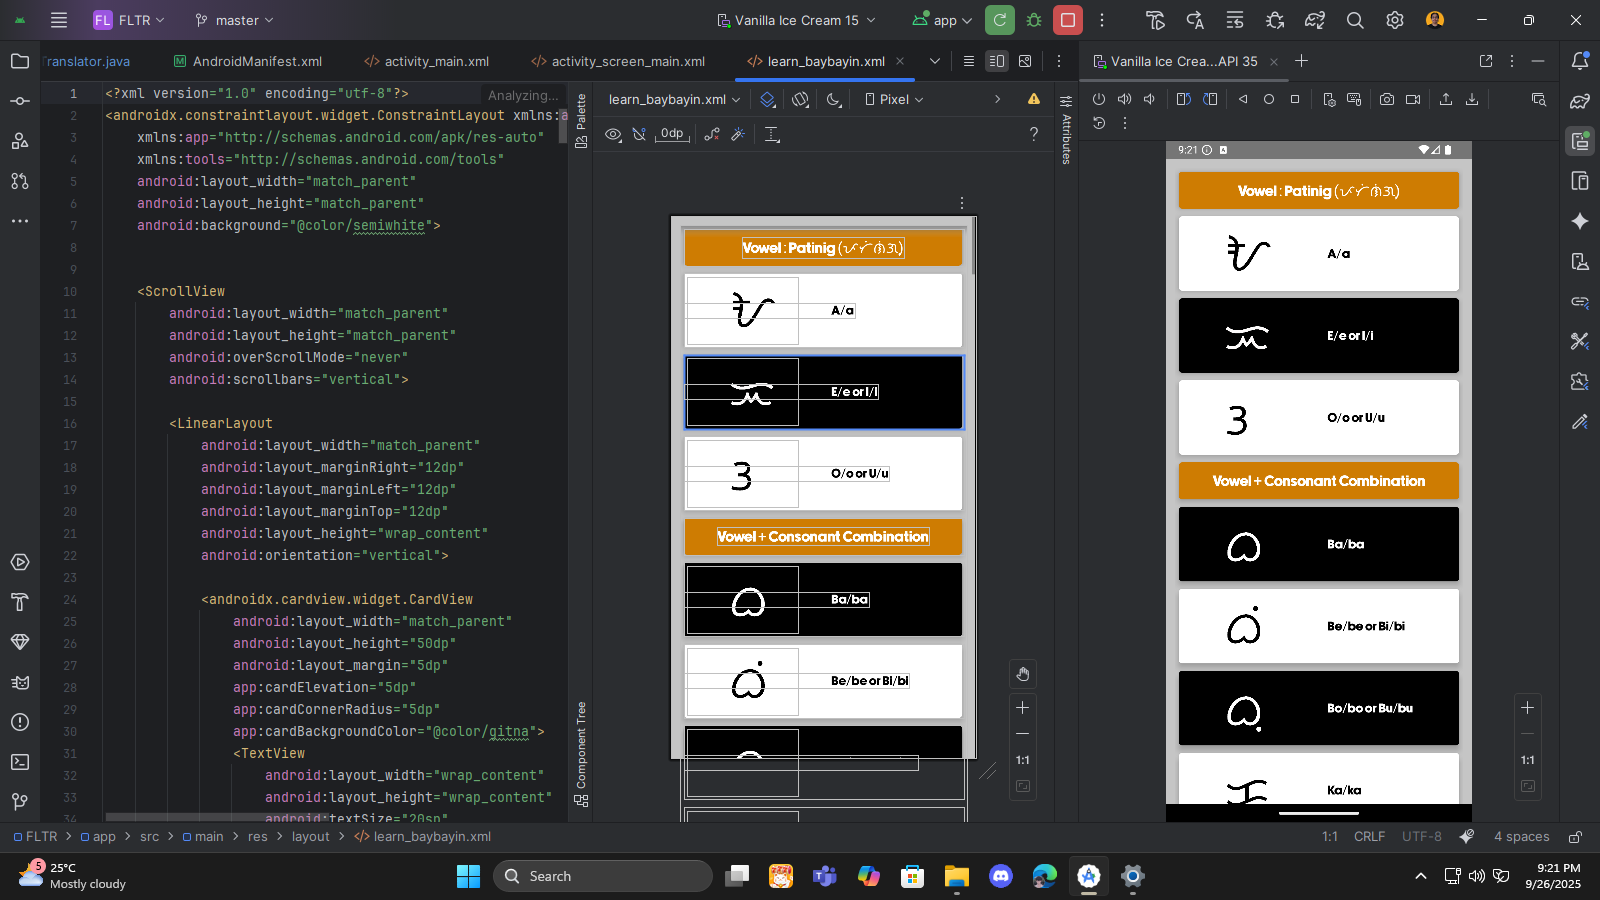 FL FLTR
master
Vanilla Ice Cream 15
app
Translator.java
AndroidManifest.xml
activity_main.xml
activity_screen_main.xml
learn_baybayin.xml
Vanilla Ice Crea...API 35
Analyzing...
1 <?xml version="1.0" encoding="utf-8"?>
2 <androidx.constraintlayout.widget.ConstraintLayout xmlns:a
3 xmlns:app="http://schemas.android.com/apk/res-auto"
4 xmlns:tools="http://schemas.android.com/tools"
5 android:layout_width="match_parent"
6 android:layout_height="match_parent"
7 android:background="@color/semiwhite">
8
9
10 <ScrollView
11 android:layout_width="match_parent"
12 android:layout_height="match_parent"
13 android:overScrollMode="never"
14 android:scrollbars="vertical">
15
16 <LinearLayout
17 android:layout_width="match_parent"
18 android:layout_marginRight="12dp"
19 android:layout_marginLeft="12dp"
20 android:layout_marginTop="12dp"
21 android:layout_height="wrap_content"
22 android:orientation="vertical">
23
24 <androidx.cardview.widget.CardView
25 android:layout_width="match_parent"
26 android:layout_height="50dp"
27 android:layout_margin="5dp"
28 app:cardElevation="5dp"
29 app:cardCornerRadius="5dp"
30 app:cardBackgroundColor="@color/gitna">
31 <TextView
32 android:layout_width="wrap_content"
33 android:layout_height="wrap_content"
34 android:textSize="20sp"
Palette
Component Tree
learn_baybayin.xml
Pixel
0dp
?
Attributes
Vowel : Patinig (ᜉᜆᜒᜈᜒᜄ᜔)
A/a
E/e or I/i
O/o or U/u
Vowel + Consonant Combination
ᜊ Ba/ba
ᜊᜒ Be/be or Bi/bi
1:1
9:21
Vowel : Patinig
ᜀ A/a
ᜁ E/e or I/i
ᜂ O/o or U/u
Vowel + Consonant Combination
ᜊ Ba/ba
ᜊᜒ Be/be or Bi/bi
ᜊᜓ Bo/bo or Bu/bu
ᜃ Ka/ka
1:1
FLTR > app > src > main > res > layout > learn_baybayin.xml
1:1 CRLF UTF-8 4 spaces
5
25°C
Mostly cloudy
Search
9:21 PM
9/26/2025